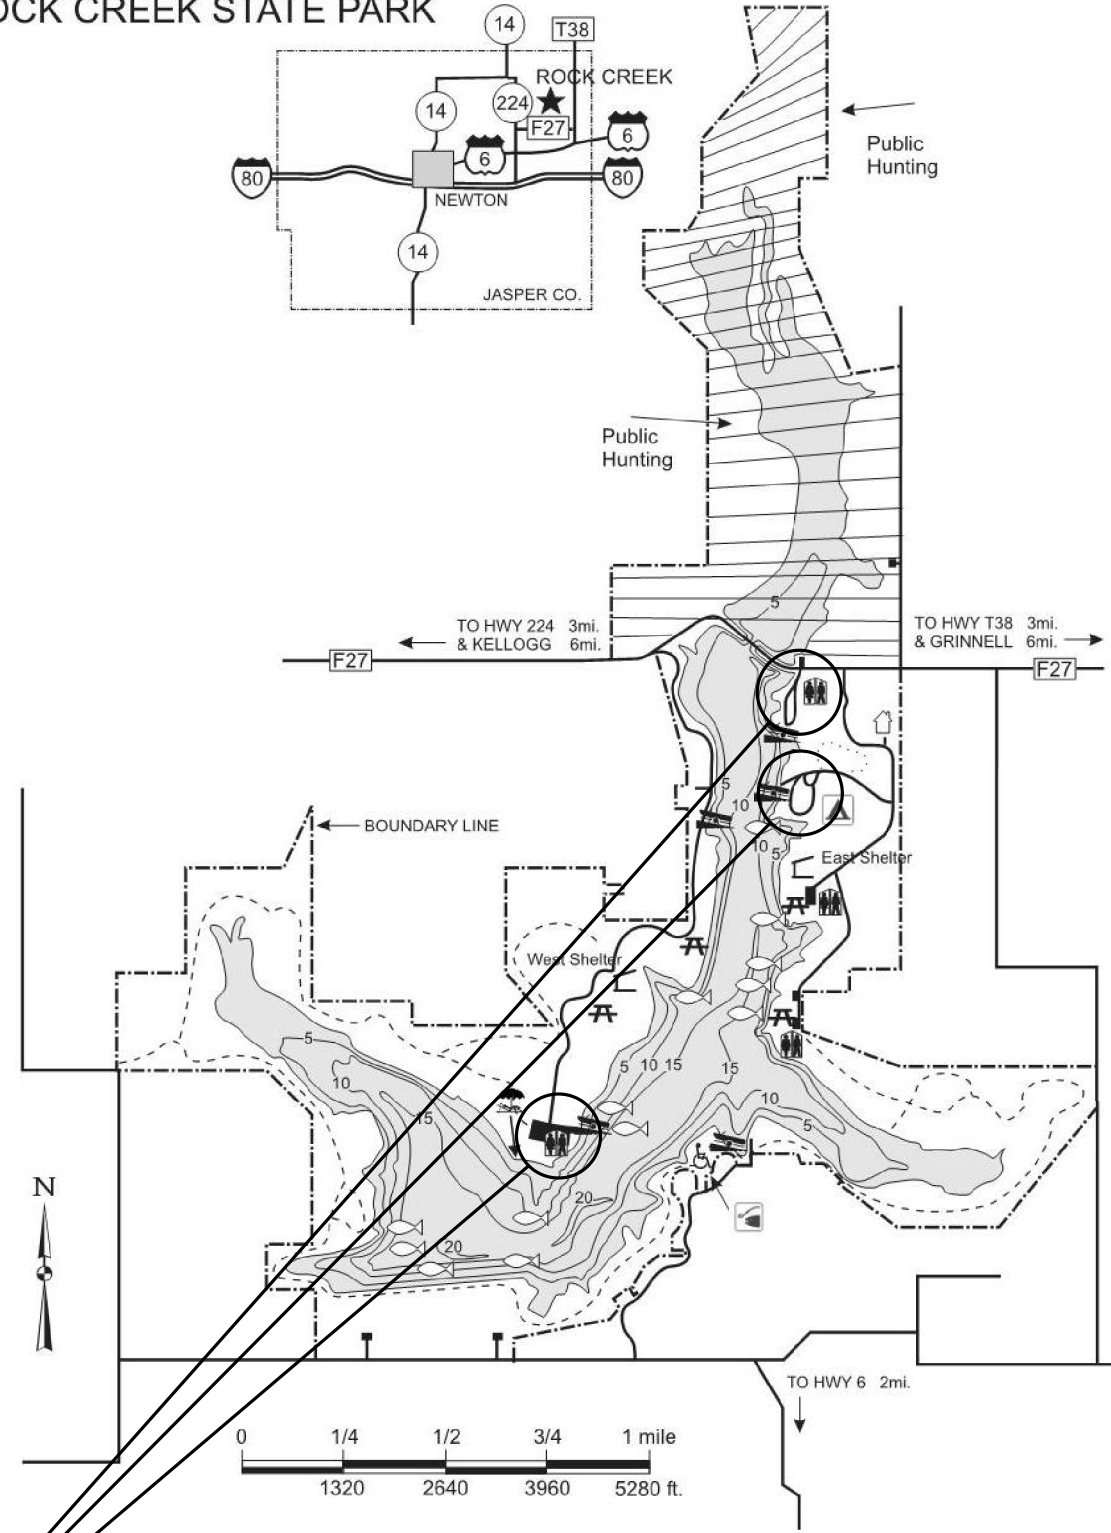 OCK CREEK STATE PARK
14
T38
ROCK CREEK
14
224
F27
6
6
80
80
NEWTON
14
JASPER CO.
Public
Hunting
Public
Hunting
5
TO HWY 224 3mi.
& KELLOGG 6mi.
TO HWY T38 3mi.
& GRINNELL 6mi.
F27
F27
5
10
BOUNDARY LINE
10
5
East Shelter
West Shelter
5
5 10 15
15
10
10
15
5
20
20
N
TO HWY 6 2mi.
0 1/4 1/2 3/4 1 mile
1320 2640 3960 5280 ft.